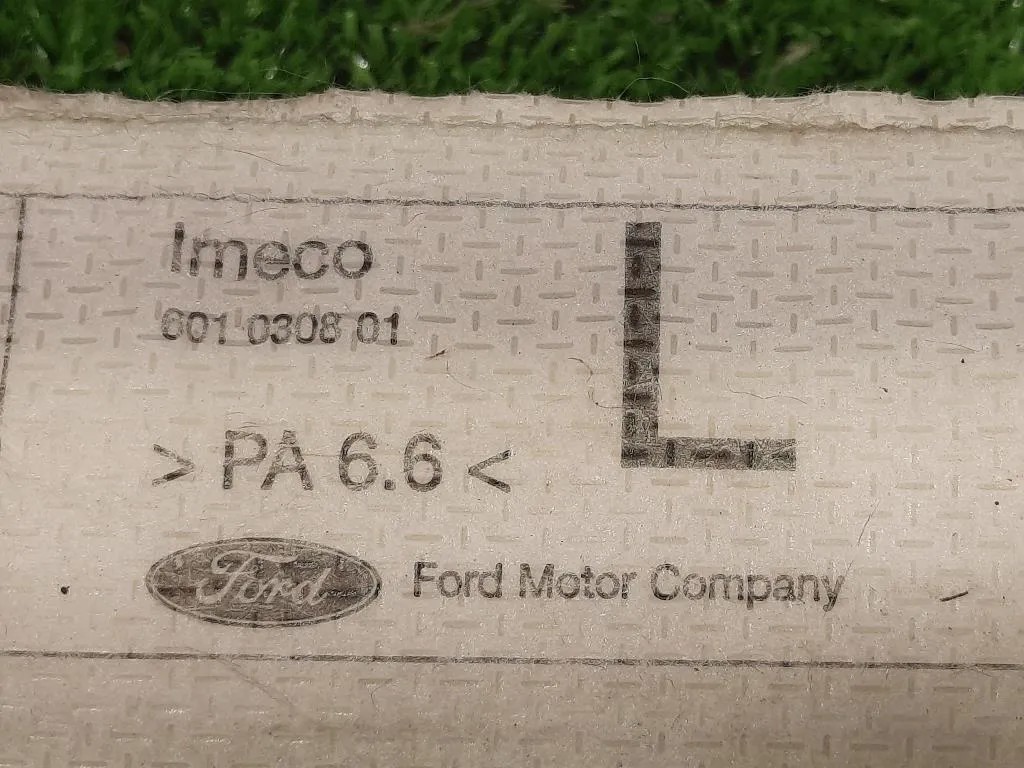 Imeco
601 0308 01
L
> PA 6.6 <
Ford Ford Motor Company